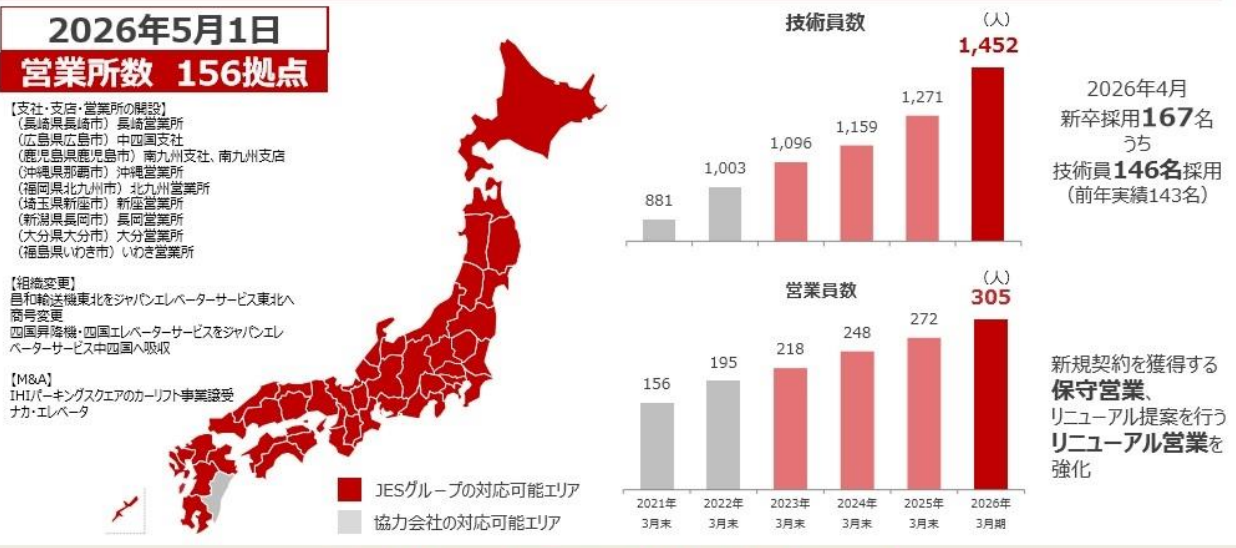 2026年5月1日
営業所数 156拠点
【支社・支店・営業所の開設】
（長崎県長崎市）長崎営業所
（広島県広島市）中四国支社
（鹿児島県鹿児島市）南九州支社、南九州支店
（沖縄県那覇市）沖縄営業所
（福岡県北九州市）北九州営業所
（埼玉県新座市）新座営業所
（新潟県長岡市）長岡営業所
（大分県大分市）大分営業所
（福島県いわき市）いわき営業所
【組織変更】
昌和輸送機東北をジャパンエレベーターサービス東北へ
商号変更
四国昇降機・四国エレベーターサービスをジャパンエレ
ベーターサービス中四国へ吸収
【M&A】
IHIパーキングスクエアのカーリフト事業譲受
ナカ・エレベータ
JESグループの対応可能エリア
協力会社の対応可能エリア
技術員数
（人）
881
1,003
1,096
1,159
1,271
1,452
営業員数
（人）
156
195
218
248
272
305
2021年
3月末
2022年
3月末
2023年
3月末
2024年
3月末
2025年
3月末
2026年
3月期
2026年4月
新卒採用167名
うち
技術員146名採用
（前年実績143名）
新規契約を獲得する
保守営業、
リニューアル提案を行う
リニューアル営業を
強化